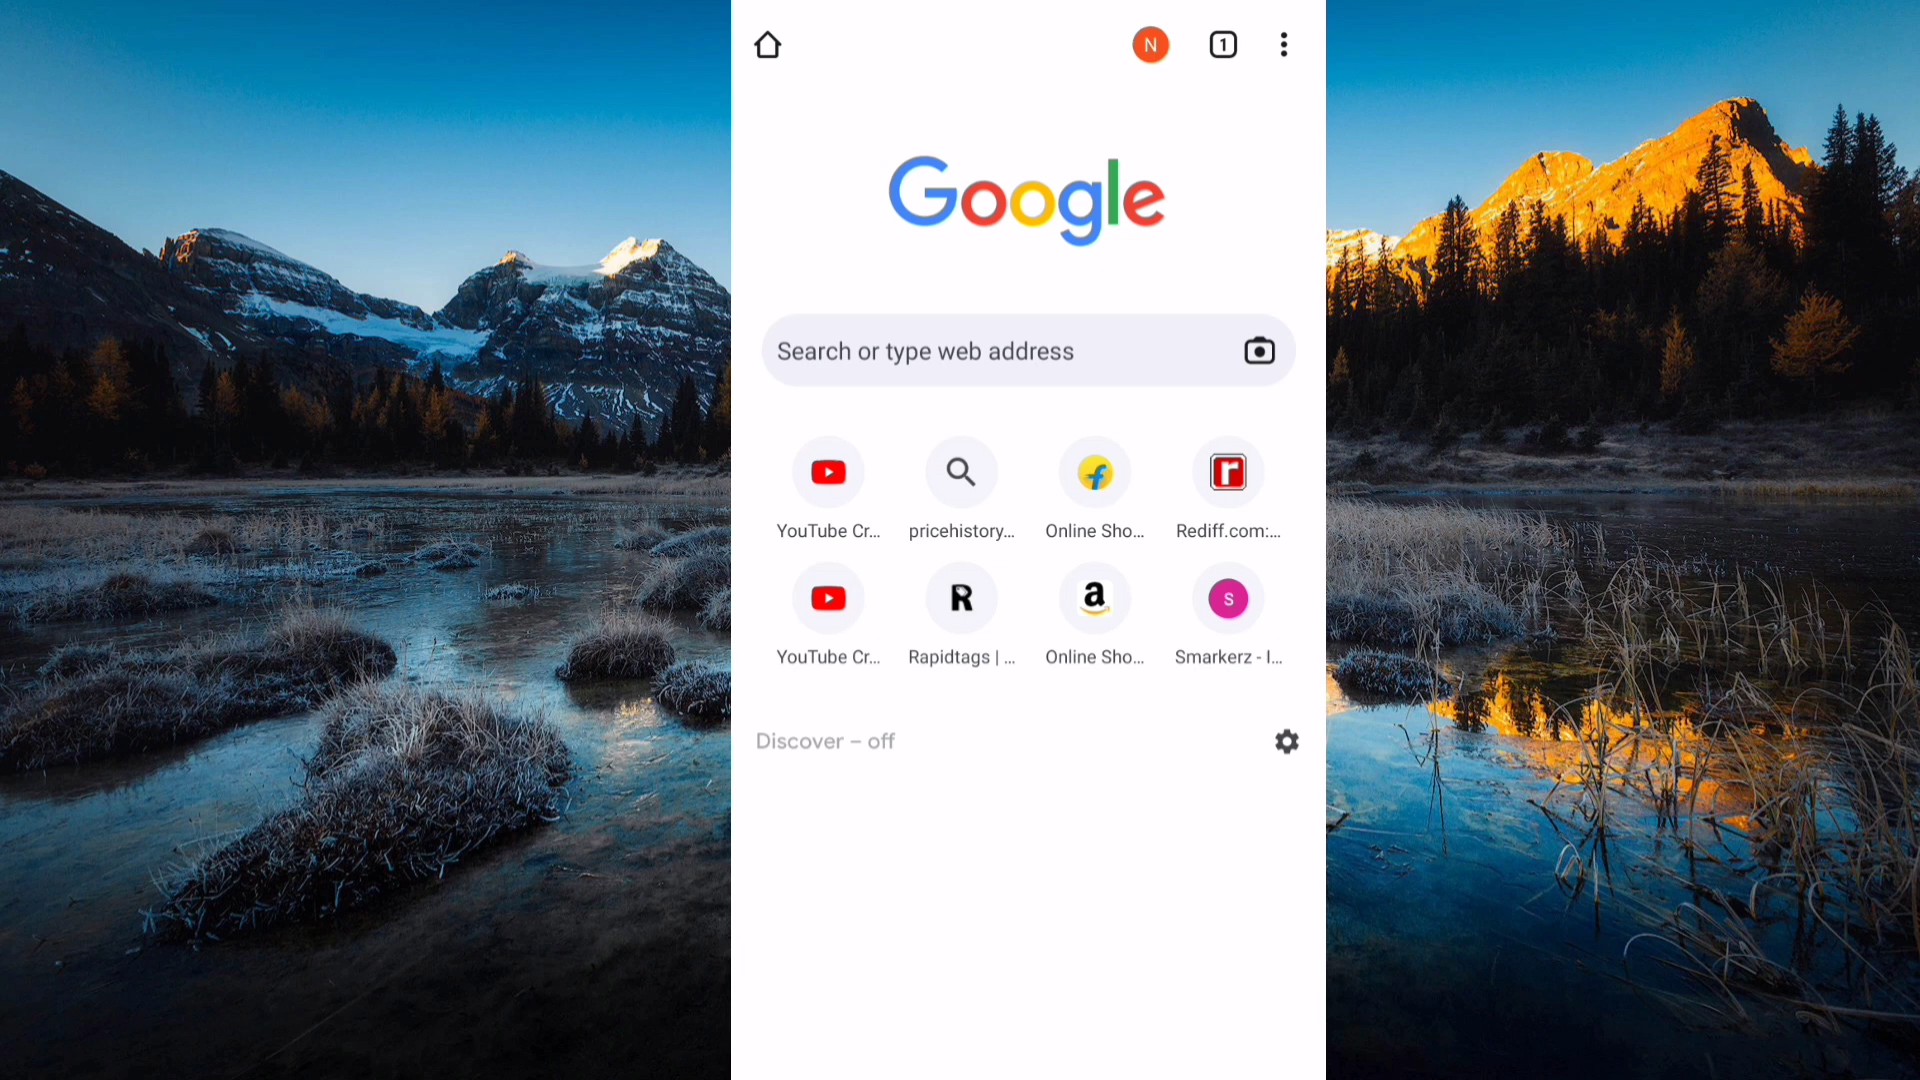 N
1
Google
Search or type web address
YouTube Cr...
pricehistory...
Online Sho...
Rediff.com:...
YouTube Cr...
Rapidtags | ...
Online Sho...
S
Smarkerz - I...
Discover – off